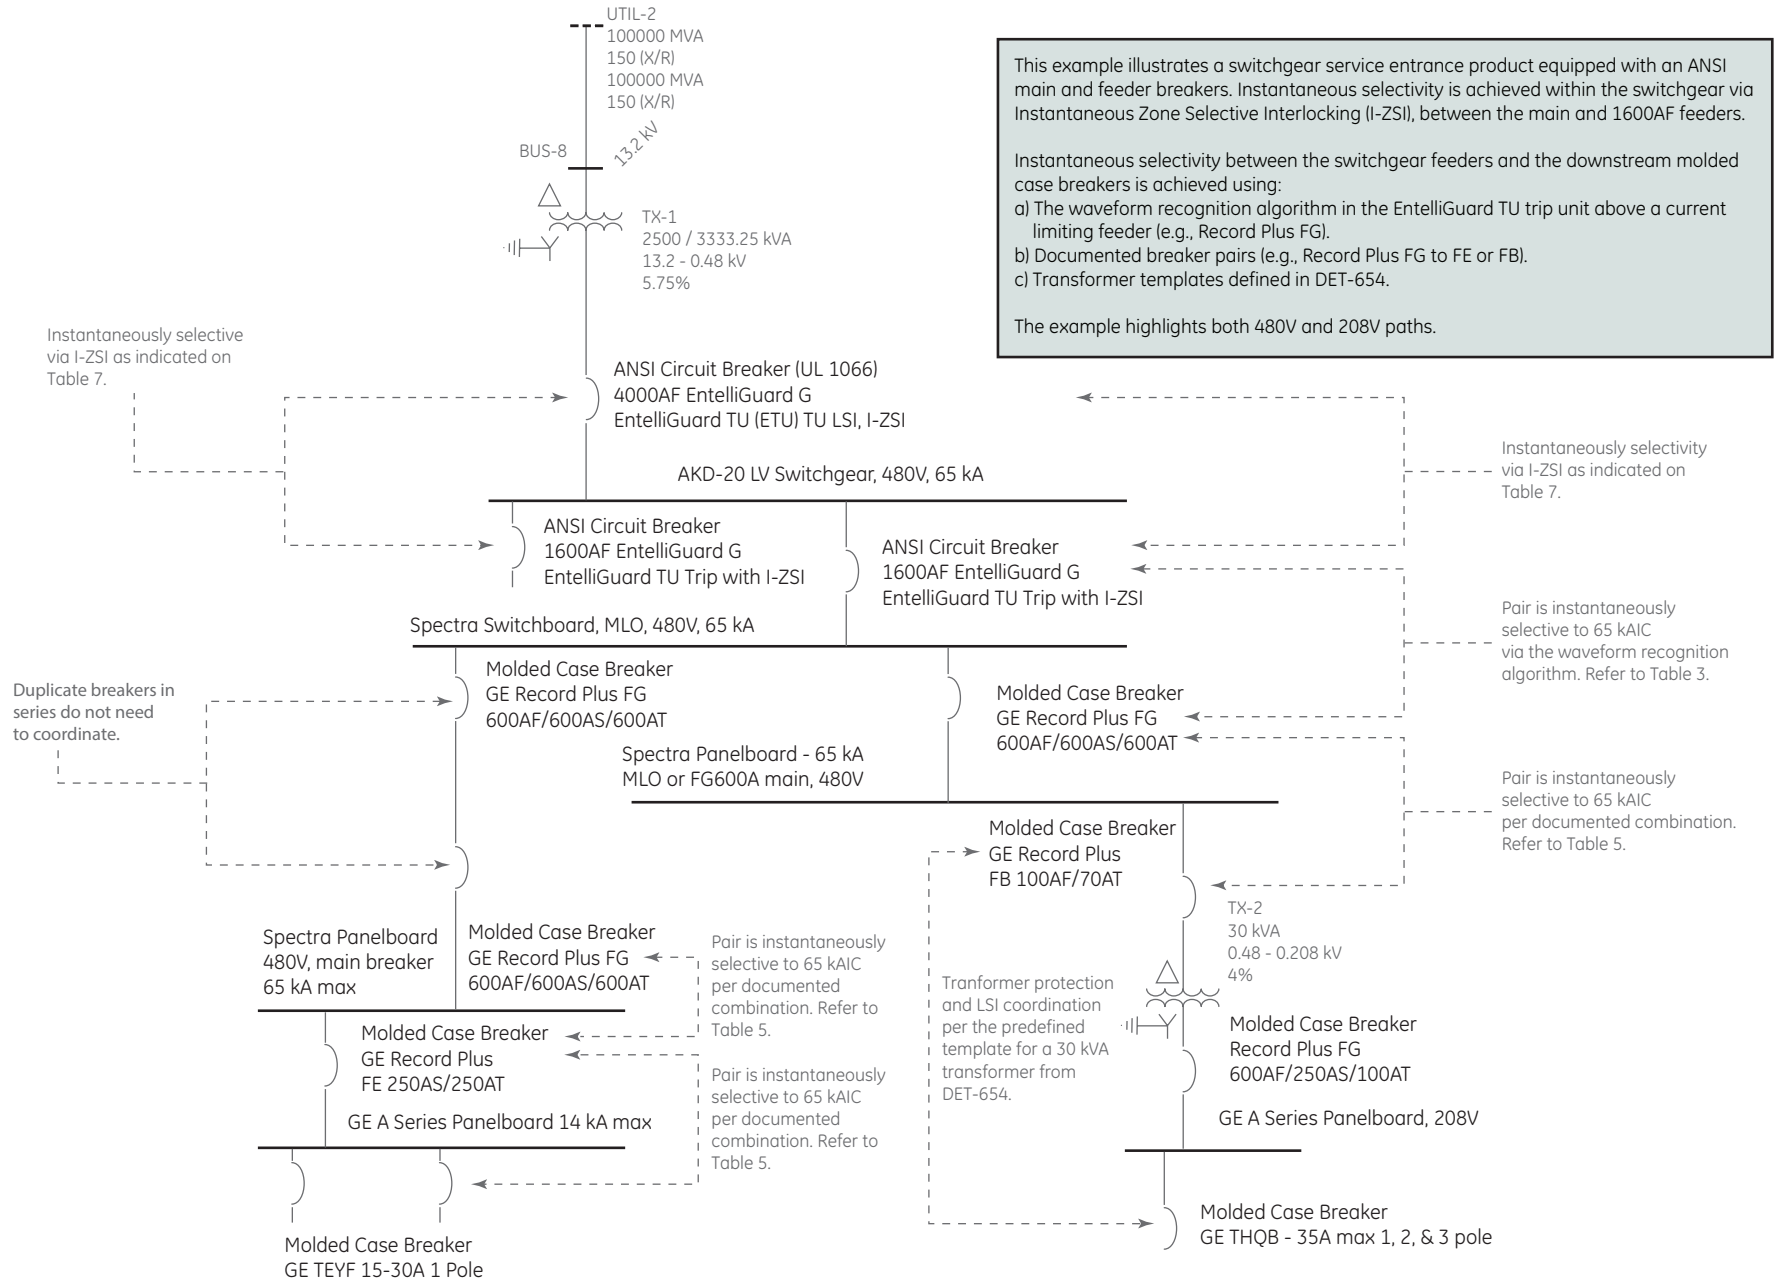 UTIL-2
100000 MVA
150 (X/R)
100000 MVA
150 (X/R)
BUS-8
13.2 kV
TX-1
2500 / 3333.25 kVA
13.2 - 0.48 kV
5.75%
This example illustrates a switchgear service entrance product equipped with an ANSI
main and feeder breakers. Instantaneous selectivity is achieved within the switchgear via
Instantaneous Zone Selective Interlocking (I-ZSI), between the main and 1600AF feeders.
Instantaneous selectivity between the switchgear feeders and the downstream molded
case breakers is achieved using:
a) The waveform recognition algorithm in the EntelliGuard TU trip unit above a current
limiting feeder (e.g., Record Plus FG).
b) Documented breaker pairs (e.g., Record Plus FG to FE or FB).
c) Transformer templates defined in DET-654.
The example highlights both 480V and 208V paths.
Instantaneously selective
via I-ZSI as indicated on
Table 7.
ANSI Circuit Breaker (UL 1066)
4000AF EntelliGuard G
EntelliGuard TU (ETU) TU LSI, I-ZSI
Instantaneously selectivity
via I-ZSI as indicated on
Table 7.
AKD-20 LV Switchgear, 480V, 65 kA
ANSI Circuit Breaker
1600AF EntelliGuard G
EntelliGuard TU Trip with I-ZSI
ANSI Circuit Breaker
1600AF EntelliGuard G
EntelliGuard TU Trip with I-ZSI
Spectra Switchboard, MLO, 480V, 65 kA
Pair is instantaneously
selective to 65 kAIC
via the waveform recognition
algorithm. Refer to Table 3.
Duplicate breakers in
series do not need
to coordinate.
Molded Case Breaker
GE Record Plus FG
600AF/600AS/600AT
Molded Case Breaker
GE Record Plus FG
600AF/600AS/600AT
Spectra Panelboard - 65 kA
MLO or FG600A main, 480V
Pair is instantaneously
selective to 65 kAIC
per documented combination.
Refer to Table 5.
Molded Case Breaker
GE Record Plus
FB 100AF/70AT
TX-2
30 kVA
0.48 - 0.208 kV
4%
Spectra Panelboard
480V, main breaker
65 kA max
Molded Case Breaker
GE Record Plus FG
600AF/600AS/600AT
Pair is instantaneously
selective to 65 kAIC
per documented
combination. Refer to
Table 5.
Tranformer protection
and LSI coordination
per the predefined
template for a 30 kVA
transformer from
DET-654.
Molded Case Breaker
Record Plus FG
600AF/250AS/100AT
Molded Case Breaker
GE Record Plus
FE 250AS/250AT
Pair is instantaneously
selective to 65 kAIC
per documented
combination. Refer to
Table 5.
GE A Series Panelboard 14 kA max
GE A Series Panelboard, 208V
Molded Case Breaker
GE TEYF 15-30A 1 Pole
Molded Case Breaker
GE THQB - 35A max 1, 2, & 3 pole